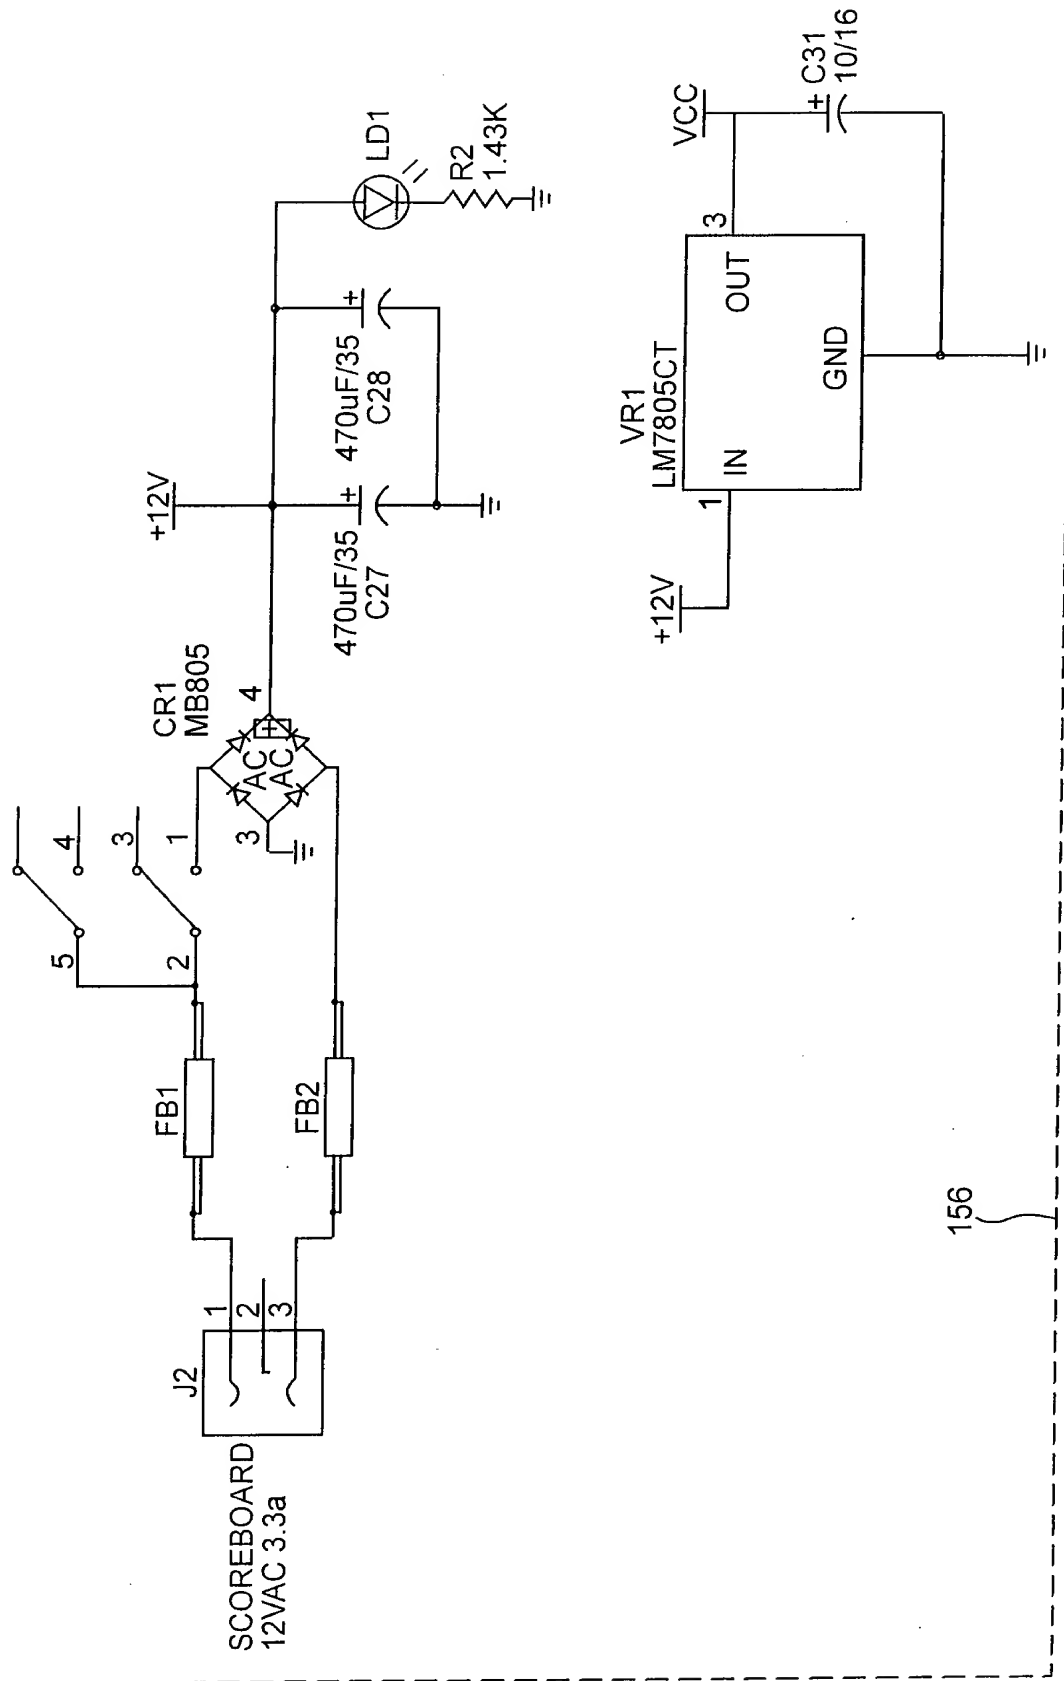 SCOREBOARD
12VAC 3.3a
J2
1
2
3
FB1
FB2
5
2
4
3
1
CR1
MB805
AC
AC
+
3
4
+12V
+
470uF/35
C27
+
470uF/35
C28
LD1
R2
1.43K
+12V
1
VR1
LM7805CT
IN
OUT
GND
3
VCC
+
C31
10/16
156